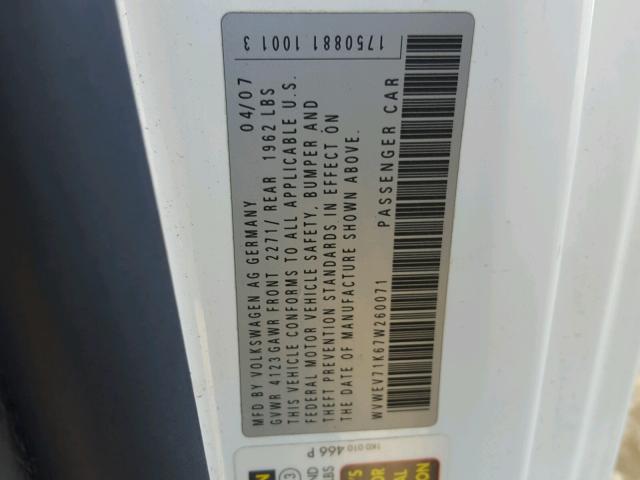 1750881 1001 3
MFD BY VOLKSWAGEN AG GERMANY 04/07
GVWR 4123 GAWR FRONT 2271/ REAR 1962 LBS
THIS VEHICLE CONFORMS TO ALL APPLICABLE U.S.
FEDERAL MOTOR VEHICLE SAFETY, BUMPER AND
THEFT PREVENTION STANDARDS IN EFFECT ON
THE DATE OF MANUFACTURE SHOWN ABOVE.
WVWEV71K67W260071 PASSENGER CAR
1K0 010 466 P